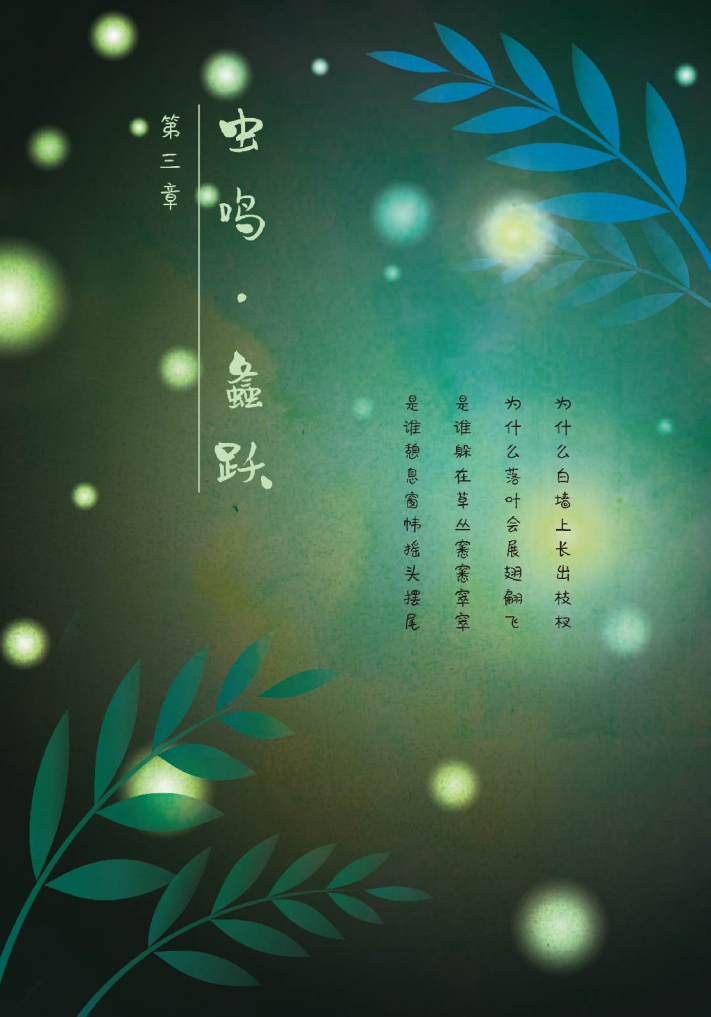 第三章
虫鸣·螽跃
为什么白墙上长出枝杈
为什么落叶会展翅翩飞
是谁躲在草丛窸窸窣窣
是谁憩息窗帏摇头摆尾